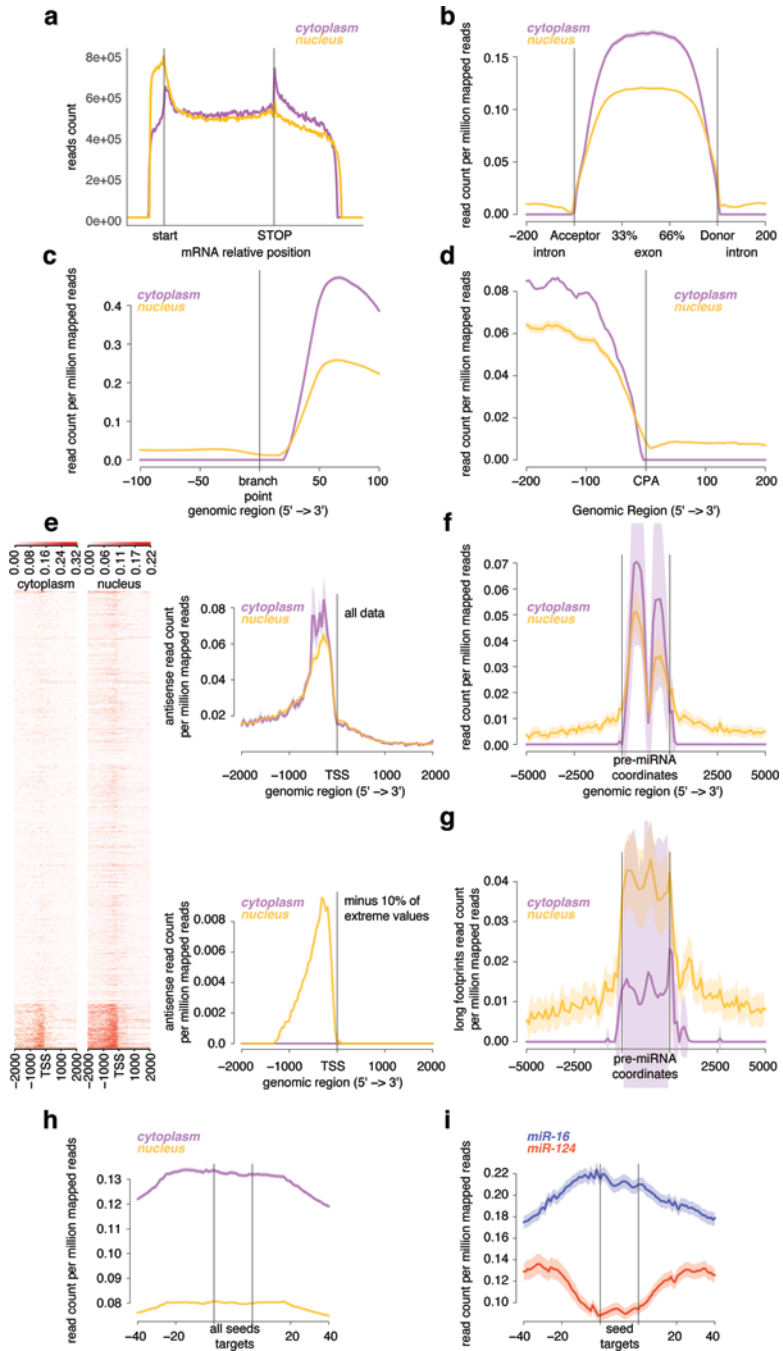 a
cytoplasm
nucleus
8e+05
6e+05
4e+05
2e+05
0e+00
reads count
start STOP
mRNA relative position
b
cytoplasm
nucleus
0.15
0.10
0.05
0.00
read count per million mapped reads
−200 Acceptor 33% 66% Donor 200
intron exon intron
c
cytoplasm
nucleus
0.4
0.3
0.2
0.1
0.0
read count per million mapped reads
−100 −50 branch 50 100
point
genomic region (5' −> 3')
d
cytoplasm
nucleus
0.08
0.06
0.04
0.02
0.00
read count per million mapped reads
−200 −100 CPA 100 200
Genomic Region (5' −> 3')
e
0.00 0.08 0.16 0.24 0.32
0.00 0.06 0.11 0.17 0.22
cytoplasm nucleus
−2000 −1000 TSS 1000 2000
−2000 −1000 TSS 1000 2000
cytoplasm
nucleus
all data
0.08
0.06
0.04
0.02
antisense read count
per million mapped reads
−2000 −1000 TSS 1000 2000
genomic region (5' −> 3')
cytoplasm
nucleus
minus 10% of
extreme values
0.008
0.006
0.004
0.002
0.0
antisense read count
per million mapped reads
−2000 −1000 TSS 1000 2000
genomic region (5' −> 3')
f
cytoplasm
nucleus
0.07
0.06
0.05
0.04
0.03
0.02
0.01
0.00
read count per million mapped reads
pre−miRNA
−5000 −2500 coordinates 2500 5000
genomic region (5' −> 3')
g
cytoplasm
nucleus
0.04
0.03
0.02
0.01
0.00
long footprints read count
per million mapped reads
pre−miRNA
−5000 −2500 coordinates 2500 5000
h
cytoplasm
nucleus
0.13
0.12
0.10
0.09
0.08
read count per million mapped reads
−40 −20 all seeds 20 40
targets
i
miR-16
miR-124
0.22
0.20
0.18
0.14
0.12
0.10
read count per million mapped reads
−40 −20 seed 20 40
targets